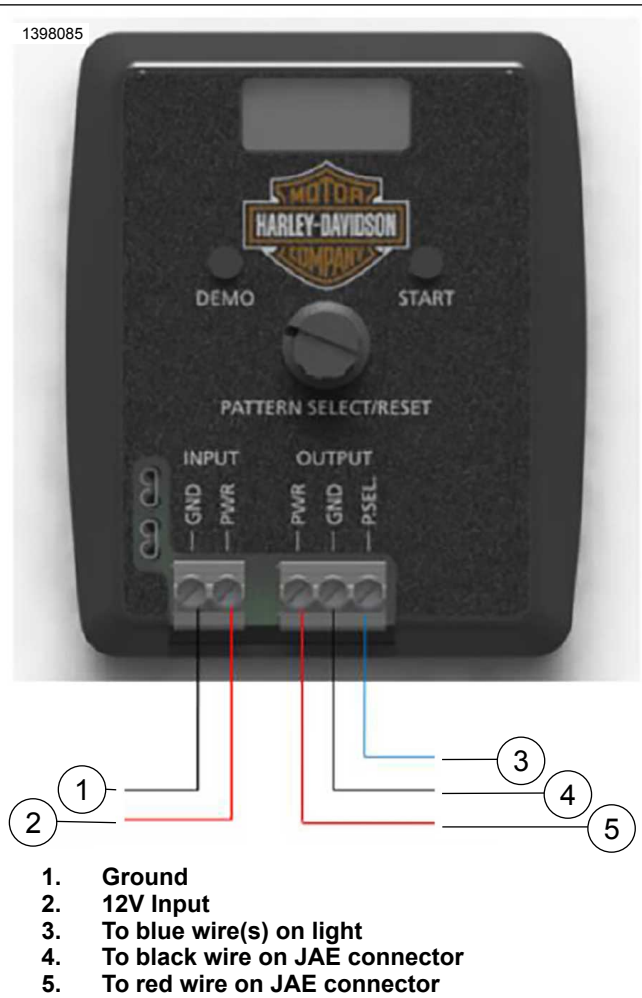 1398085
MOTOR
HARLEY-DAVIDSON
COMPANY
DEMO
START
PATTERN SELECT/RESET
INPUT
OUTPUT
GND
PWR
PWR
GND
P.SEL.
1
2
3
4
5
1. Ground
2. 12V Input
3. To blue wire(s) on light
4. To black wire on JAE connector
5. To red wire on JAE connector